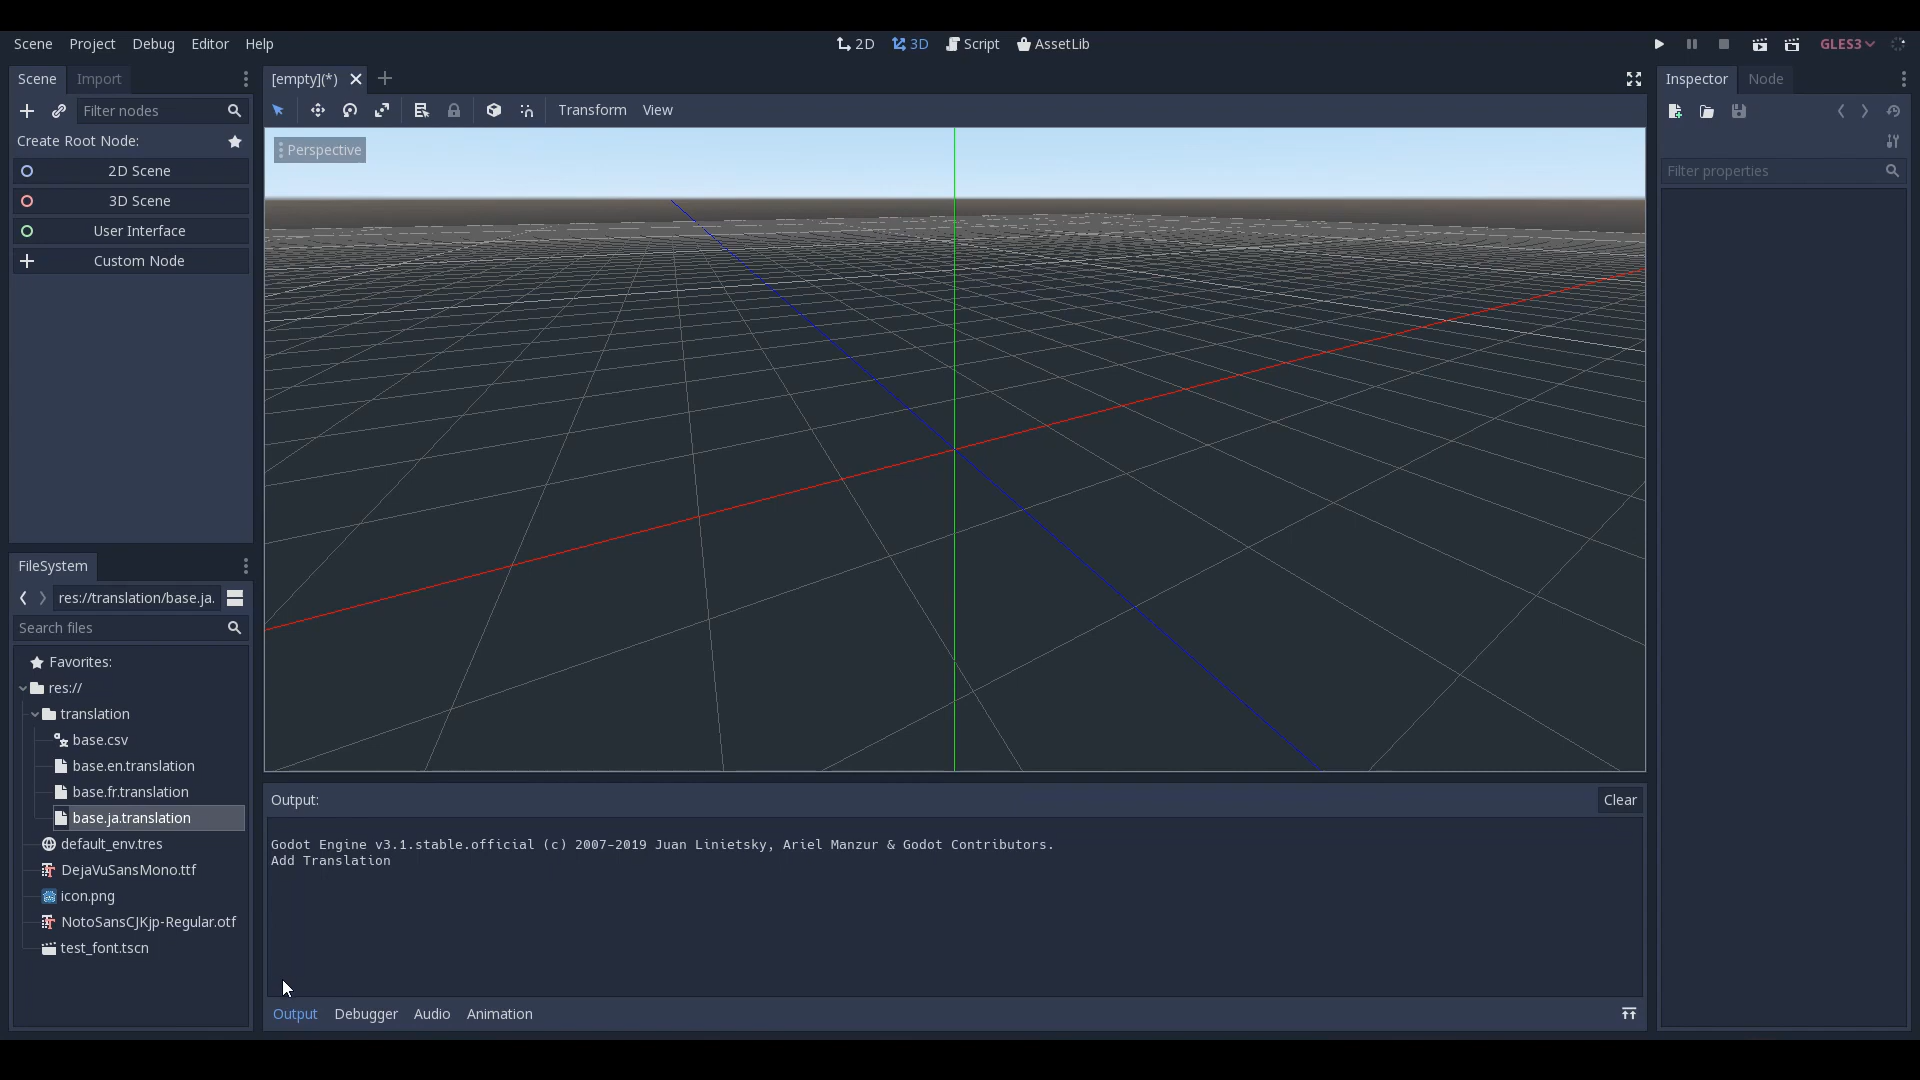 Scene Project Debug Editor Help
2D 3D Script AssetLib
GLES3
Scene Import
Filter nodes
Create Root Node:
2D Scene
3D Scene
User Interface
Custom Node
[empty](*)
Transform View
Perspective
Inspector Node
Filter properties
FileSystem
res://translation/base.ja.
Search files
Favorites:
res://
translation
base.csv
base.en.translation
base.fr.translation
base.ja.translation
default_env.tres
DejaVuSansMono.ttf
icon.png
NotoSansCJKjp-Regular.otf
test_font.tscn
Output:
Clear
Godot Engine v3.1.stable.official (c) 2007-2019 Juan Linietsky, Ariel Manzur & Godot Contributors.
Add Translation
Output Debugger Audio Animation